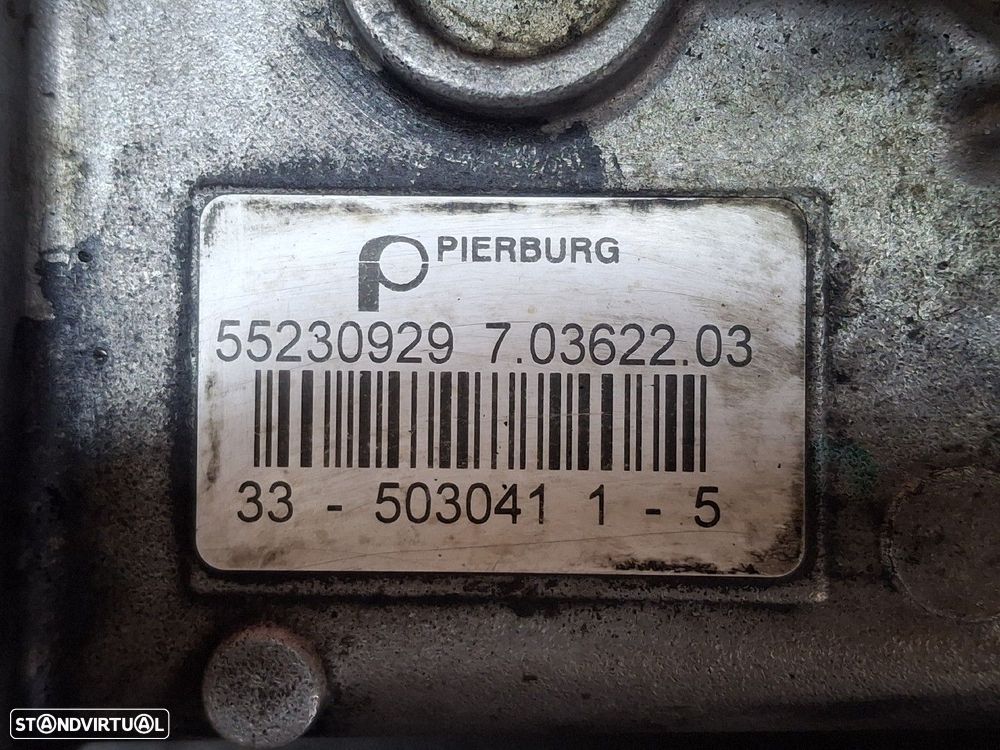 PIERBURG
55230929 7.03622.03
33 - 503041 1 - 5
STANDVIRTUAL